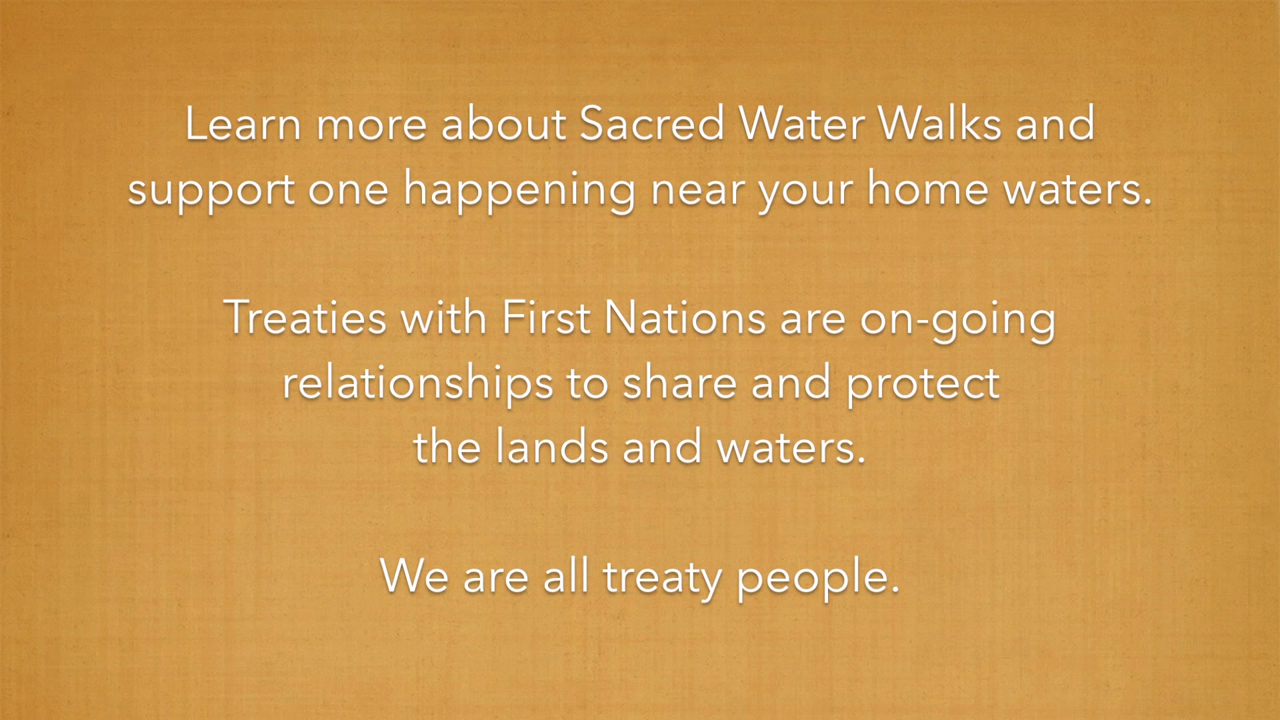 Learn more about Sacred Water Walks and
support one happening near your home waters.
Treaties with First Nations are on-going
relationships to share and protect
the lands and waters.
We are all treaty people.